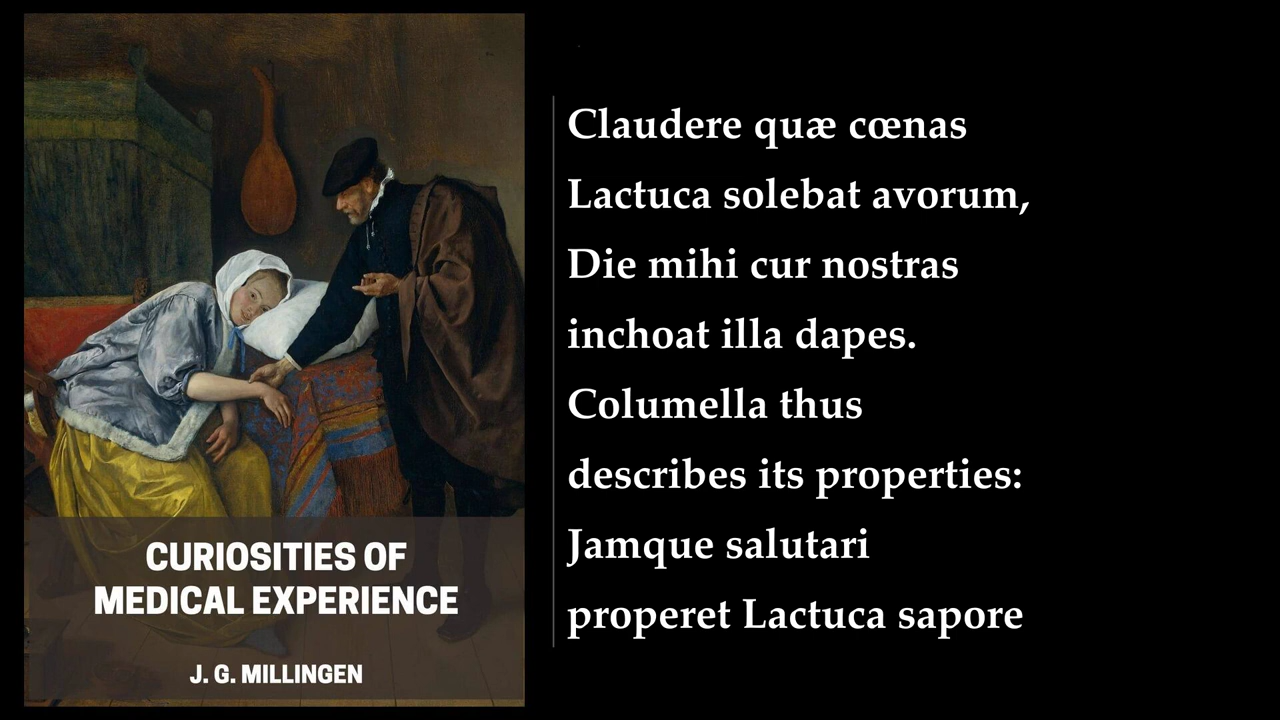 CURIOSITIES OF
MEDICAL EXPERIENCE
J. G. MILLINGEN
Claudere quæ cœnas
Lactuca solebat avorum,
Die mihi cur nostras
inchoat illa dapes.
Columella thus
describes its properties:
Jamque salutari
properet Lactuca sapore